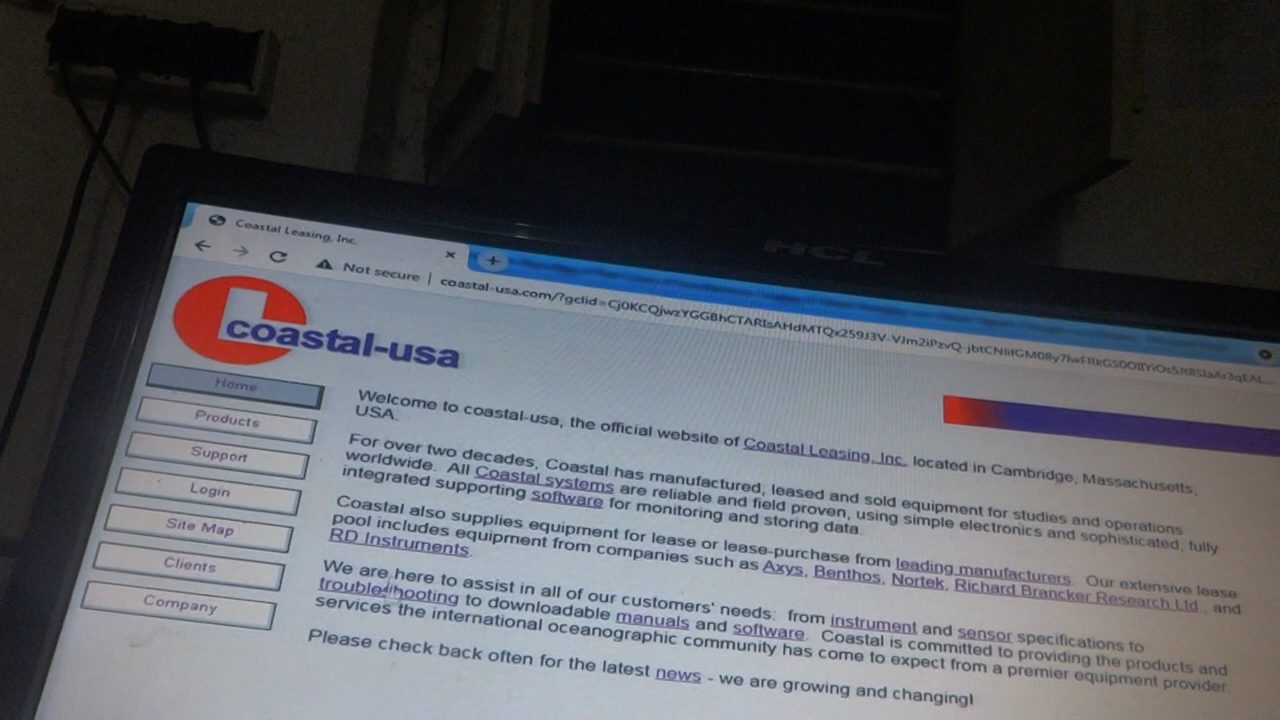 HCL
Coastal Leasing, Inc.
Not secure | coastal-usa.com/?gclid=
coastal-usa
Home
Products
Support
Login
Site Map
Clients
Company
Welcome to coastal-usa, the official website of Coastal Leasing, Inc. located in Cambridge, Massachusetts,
USA.
For over two decades, Coastal has manufactured, leased and sold equipment for studies and operations
worldwide. All Coastal systems are reliable and field proven, using simple electronics and sophisticated, fully
integrated supporting software for monitoring and storing data.
Coastal also supplies equipment for lease or lease-purchase from leading manufacturers. Our extensive lease
pool includes equipment from companies such as Axys, Benthos, Nortek, Richard Brancker Research Ltd., and
RD Instruments.
We are here to assist in all of our customers' needs: from instrument and sensor specifications to
troubleshooting to downloadable manuals and software. Coastal is committed to providing the products and
services the international oceanographic community has come to expect from a premier equipment provider.
Please check back often for the latest news - we are growing and changing!